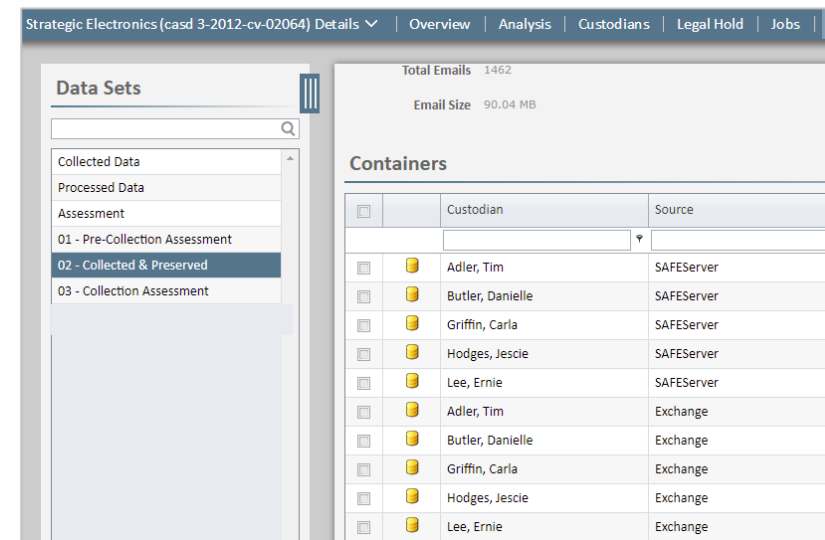 Strategic Electronics (casd 3-2012-cv-02064) Details | Overview | Analysis | Custodians | Legal Hold | Jobs |
Data Sets
Collected Data
Processed Data
Assessment
01 - Pre-Collection Assessment
02 - Collected & Preserved
03 - Collection Assessment
Total Emails 1462
Email Size 90.04 MB
Containers
Custodian Source
Adler, Tim SAFEServer
Butler, Danielle SAFEServer
Griffin, Carla SAFEServer
Hodges, Jescie SAFEServer
Lee, Ernie SAFEServer
Adler, Tim Exchange
Butler, Danielle Exchange
Griffin, Carla Exchange
Hodges, Jescie Exchange
Lee, Ernie Exchange